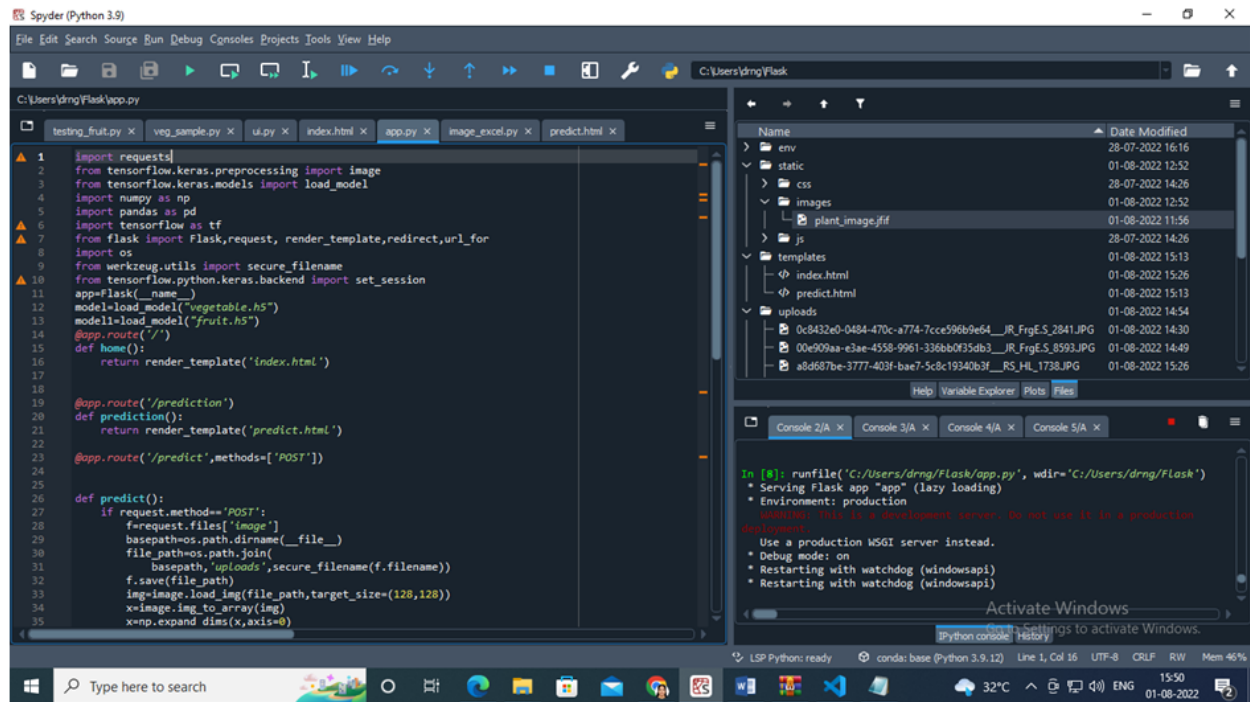 Spyder (Python 3.9)
File Edit Search Source Run Debug Consoles Projects Tools View Help
C:\Users\drng\Flask
C:\Users\drng\Flask\app.py
testing_fruit.py veg_sample.py ui.py index.html app.py image_excel.py predict.html
1 import requests
2 from tensorflow.keras.preprocessing import image
3 from tensorflow.keras.models import load_model
4 import numpy as np
5 import pandas as pd
6 import tensorflow as tf
7 from flask import Flask,request, render_template,redirect,url_for
8 import os
9 from werkzeug.utils import secure_filename
10 from tensorflow.python.keras.backend import set_session
11 app=Flask(__name__)
12 model=load_model("vegetable.h5")
13 model1=load_model("fruit.h5")
14 @app.route('/')
15 def home():
16     return render_template('index.html')
17
18
19 @app.route('/prediction')
20 def prediction():
21     return render_template('predict.html')
22
23 @app.route('/predict',methods=['POST'])
24
25
26 def predict():
27     if request.method=='POST':
28         f=request.files['image']
29         basepath=os.path.dirname(__file__)
30         file_path=os.path.join(
31             basepath,'uploads',secure_filename(f.filename))
32         f.save(file_path)
33         img=image.load_img(file_path,target_size=(128,128))
34         x=image.img_to_array(img)
35         x=np.expand_dims(x,axis=0)
Name Date Modified
env 28-07-2022 16:16
static 01-08-2022 12:52
css 28-07-2022 14:26
images 01-08-2022 12:52
plant_image.jfif 01-08-2022 11:56
js 28-07-2022 14:26
templates 01-08-2022 15:13
index.html 01-08-2022 15:26
predict.html 01-08-2022 15:13
uploads 01-08-2022 14:54
0c8432e0-0484-470c-a774-7cce596b9e64___JR_FrgE.S_2841.JPG 01-08-2022 14:30
00e909aa-e3ae-4558-9961-336bb0f35db3___JR_FrgE.S_8593.JPG 01-08-2022 14:49
a8d687be-3777-403f-bae7-5c8c19340b3f___RS_HL_1738.JPG 01-08-2022 15:26
Help Variable Explorer Plots Files
Console 2/A Console 3/A Console 4/A Console 5/A
In [8]: runfile('C:/Users/drng/Flask/app.py', wdir='C:/Users/drng/Flask')
* Serving Flask app "app" (lazy loading)
* Environment: production
WARNING: This is a development server. Do not use it in a production
deployment.
Use a production WSGI server instead.
* Debug mode: on
* Restarting with watchdog (windowsapi)
* Restarting with watchdog (windowsapi)
Activate Windows
Go to Settings to activate Windows.
IPython console History
LSP Python: ready conda: base (Python 3.9.12) Line 1, Col 16 UTF-8 CRLF RW Mem 46%
Type here to search
32°C ENG 15:50
01-08-2022
2